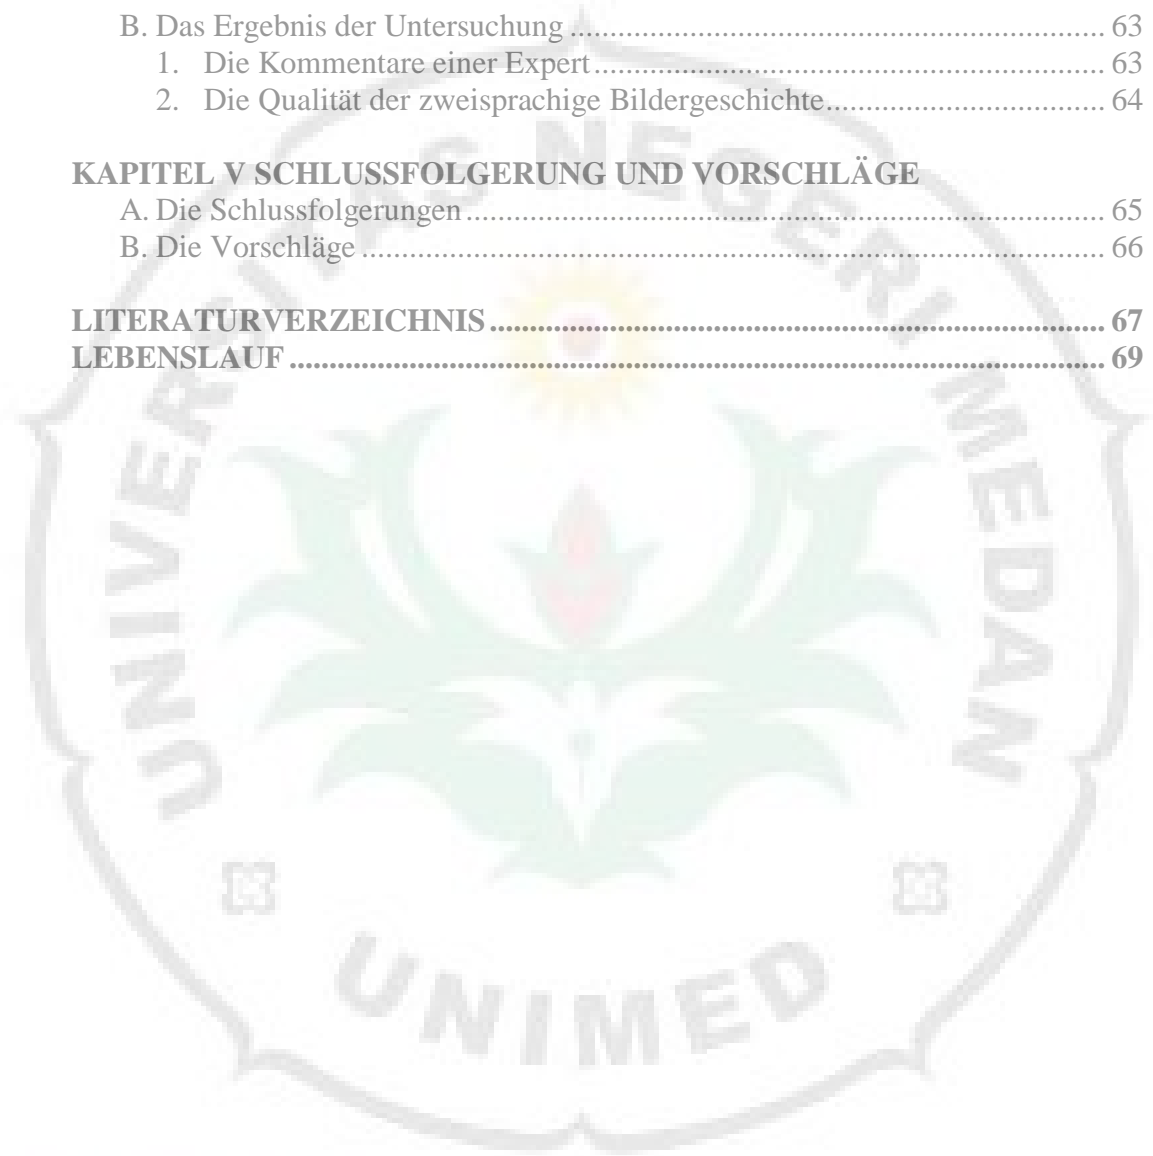 B. Das Ergebnis der Untersuchung ........................................................................ 63
1. Die Kommentare einer Expert ..................................................................... 63
2. Die Qualität der zweisprachige Bildergeschichte ..................................... 64
KAPITEL V SCHLUSSFOLGERUNG UND VORSCHLÄGE
A. Die Schlussfolgerungen ..................................................................................... 65
B. Die Vorschläge ................................................................................................... 66
LITERATURVERZEICHNIS .......................................................................... 67
LEBENSLAUF .................................................................................................. 69
UNIVERSITAS NEGERI MEDAN
UNIMED